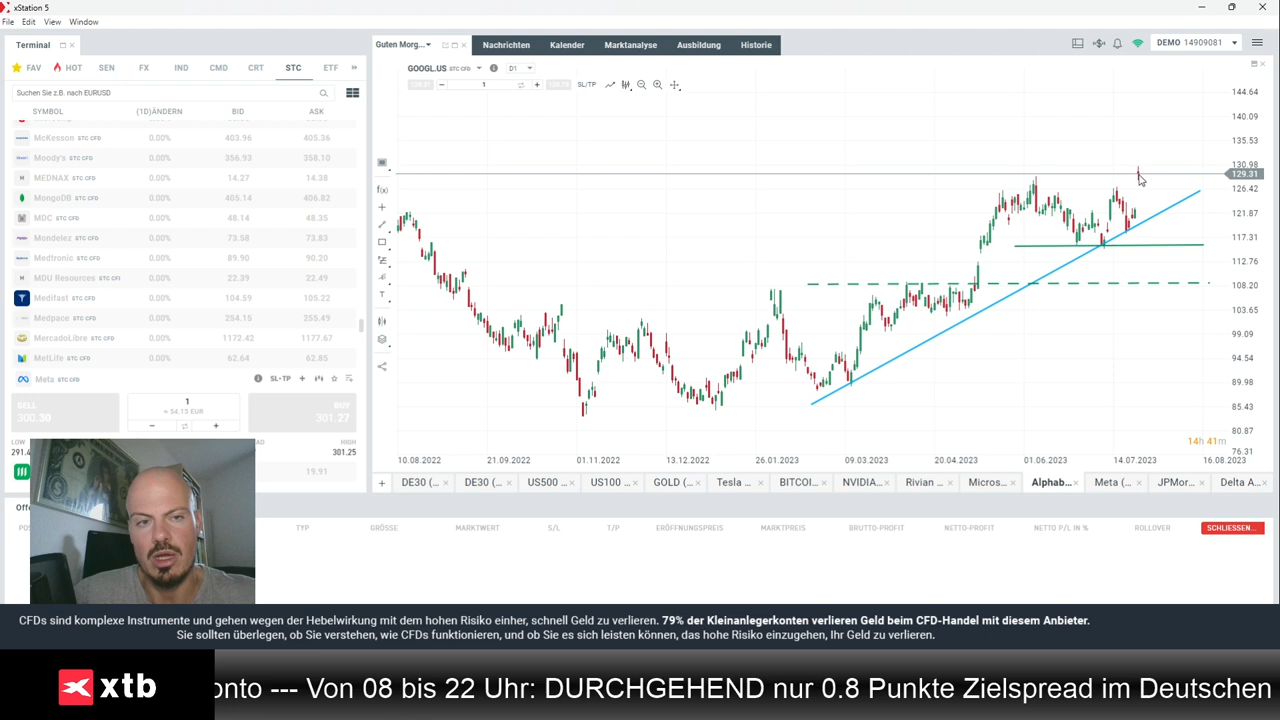 xStation 5
File Edit View Window
Terminal
FAV HOT SEN FX IND CMD CRT STC ETF
Suchen Sie z.B. nach EURUSD
SYMBOL (1D)ÄNDERN BID ASK
McKesson STC CFD 0.00% 403.96 405.36
Moody's STC CFD 0.00% 356.93 358.10
MEDNAX STC CFD 0.00% 14.27 14.38
MongoDB STC CFD 0.00% 405.14 406.82
MDC STC CFD 0.00% 48.14 48.35
Mondelez STC CFD 0.00% 73.58 73.83
Medtronic STC CFD 0.00% 89.90 90.20
MDU Resources STC CFD 0.00% 22.39 22.49
Medifast STC CFD 0.00% 104.59 105.22
Medpace STC CFD 0.00% 254.15 255.49
MercadoLibre STC CFD 0.00% 1172.42 1177.67
MetLife STC CFD 0.00% 62.64 62.85
Meta STC CFD SL-TP
SELL 300.30
1
≈ 54.15 EUR
BUY 301.27
LOW HIGH
291.4 301.25
19.91
Guten Morg... Nachrichten Kalender Marktanalyse Ausbildung Historie
DEMO 14909081
GOOGL.US STC CFD D1
1 SL/TP
144.64
140.09
135.53
130.98
129.31
126.42
121.87
117.31
112.76
108.20
103.65
99.09
94.54
89.98
85.43
80.87
76.31
14h 41m
10.08.2022 21.09.2022 01.11.2022 13.12.2022 26.01.2023 09.03.2023 20.04.2023 01.06.2023 14.07.2023 16.08.2023
DE30 (... DE30 (... US500 ... US100 ... GOLD (... Tesla ... BITCOI... NVIDIA... Rivian ... Micros... Alphab... Meta (... JPMor... Delta A...
TYP GRÖSSE MARKTWERT S/L T/P ERÖFFNUNGSPREIS MARKTPREIS BRUTTO-PROFIT NETTO-PROFIT NETTO P/L IN % ROLLOVER SCHLIESSEN...
CFDs sind komplexe Instrumente und gehen wegen der Hebelwirkung mit dem hohen Risiko einher, schnell Geld zu verlieren. 79% der Kleinanlegerkonten verlieren Geld beim CFD-Handel mit diesem Anbieter.
Sie sollten überlegen, ob Sie verstehen, wie CFDs funktionieren, und ob Sie es sich leisten können, das hohe Risiko einzugehen, Ihr Geld zu verlieren.
xtb
onto --- Von 08 bis 22 Uhr: DURCHGEHEND nur 0.8 Punkte Zielspread im Deutschen